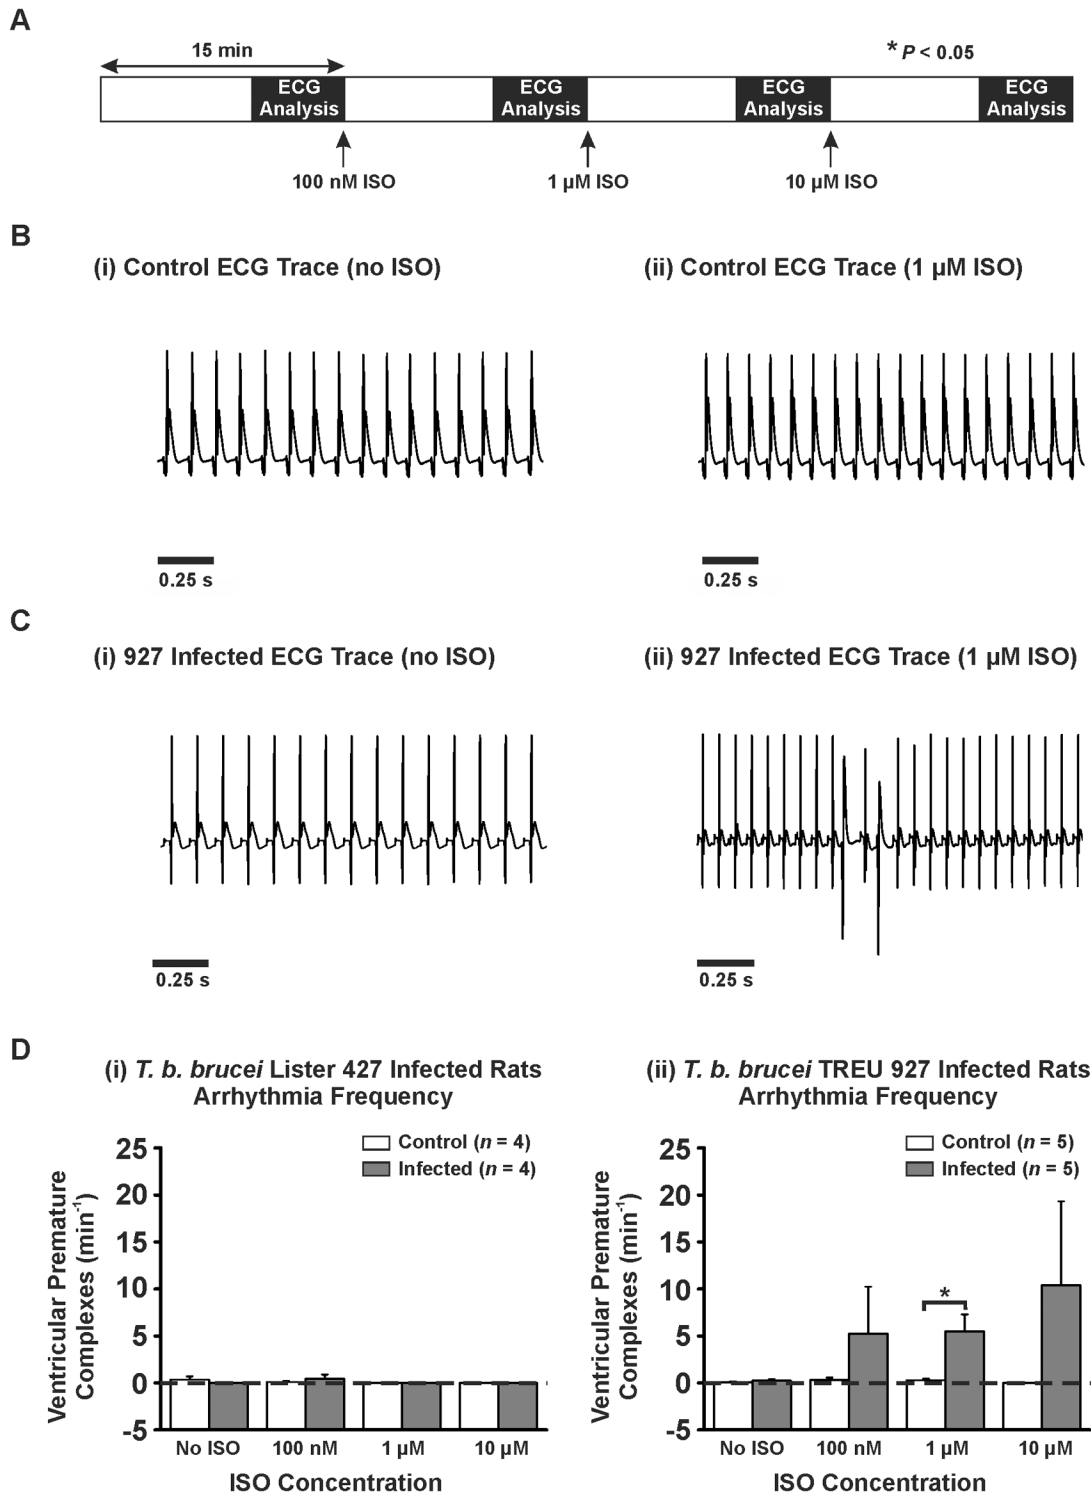 A
15 min
* P < 0.05
ECG Analysis
ECG Analysis
ECG Analysis
ECG Analysis
100 nM ISO
1 µM ISO
10 µM ISO
B
(i) Control ECG Trace (no ISO)
(ii) Control ECG Trace (1 µM ISO)
0.25 s
0.25 s
C
(i) 927 Infected ECG Trace (no ISO)
(ii) 927 Infected ECG Trace (1 µM ISO)
0.25 s
0.25 s
D
(i) T. b. brucei Lister 427 Infected Rats
Arrhythmia Frequency
Control (n = 4)
Infected (n = 4)
Ventricular Premature
Complexes (min⁻¹)
25
20
15
10
5
0
-5
No ISO
100 nM
1 µM
10 µM
ISO Concentration
(ii) T. b. brucei TREU 927 Infected Rats
Arrhythmia Frequency
Control (n = 5)
Infected (n = 5)
Ventricular Premature
Complexes (min⁻¹)
25
20
15
10
5
0
-5
*
No ISO
100 nM
1 µM
10 µM
ISO Concentration